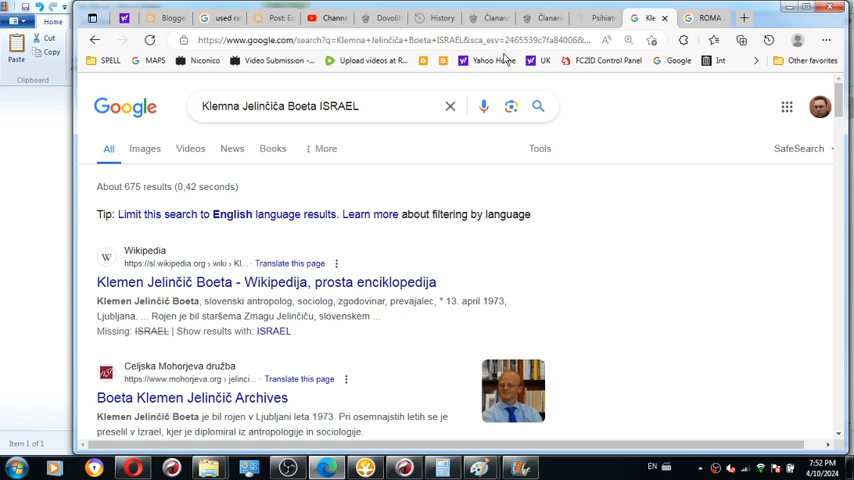 Home
Paste
Cut
Copy
Clipboard
Item 1 of 1
Blogge
used re
Post: Ec
Chann
Dovoli
History
Članar
Članar
Psihiat
Kle
ROMA
https://www.google.com/search?q=Klemna+Jelinčiča+Boeta+ISRAEL&sca_esv=2465539c7fa84006&...
SPELL
MAPS
Niconico
Video Submission -...
Upload videos at R...
Yahoo Home
UK
FC2ID Control Panel
Google
Int
Other favorites
Google
Klemna Jelinčiča Boeta ISRAEL
All Images Videos News Books More Tools SafeSearch
About 675 results (0,42 seconds)
Tip: Limit this search to English language results. Learn more about filtering by language
Wikipedia
https://sl.wikipedia.org › wiki › Kl... · Translate this page
Klemen Jelinčič Boeta - Wikipedija, prosta enciklopedija
Klemen Jelinčič Boeta, slovenski antropolog, sociolog, zgodovinar, prevajalec, * 13. april 1973,
Ljubljana. ... Rojen je bil staršema Zmagu Jelinčiču, slovenskem ...
Missing: ISRAEL | Show results with: ISRAEL
Celjska Mohorjeva družba
https://www.mohorjeva.org › jelinci... · Translate this page
Boeta Klemen Jelinčič Archives
Klemen Jelinčič Boeta je bil rojen v Ljubljani leta 1973. Pri osemnajstih letih se je
preselil v Izrael, kjer je diplomiral iz antropologije in sociologije.
EN
7:52 PM
4/10/2024